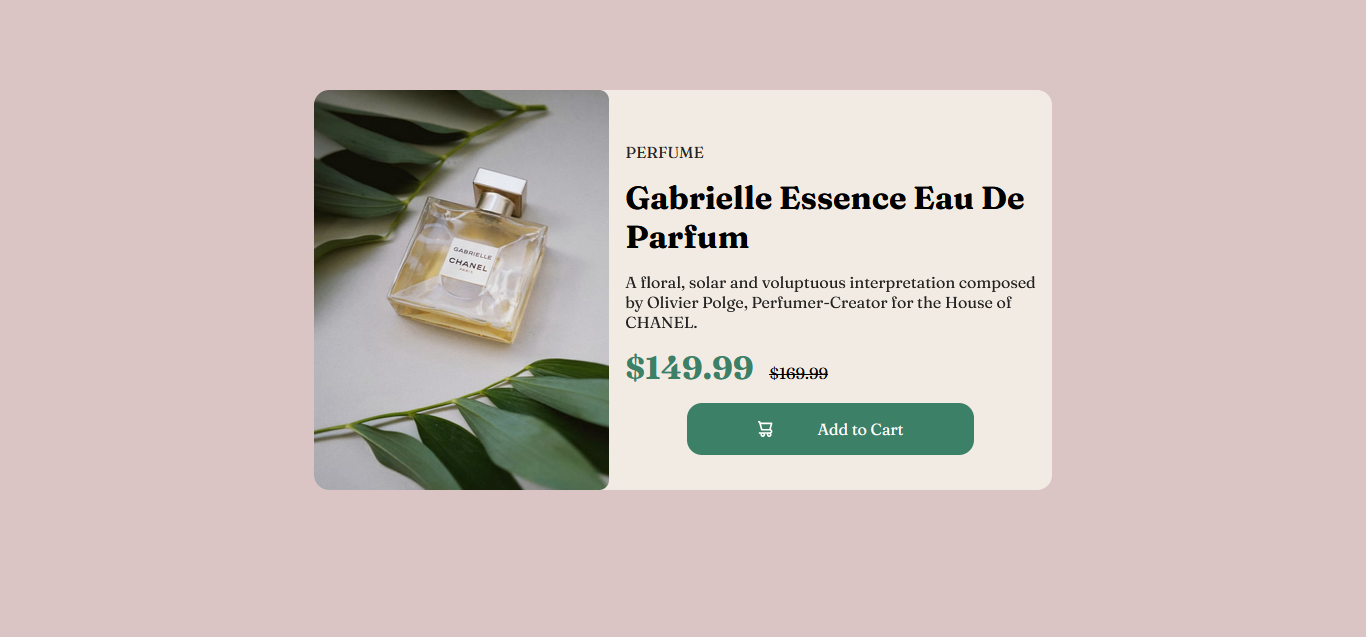 GABRIELLE
CHANEL
PARIS
PERFUME
Gabrielle Essence Eau De
Parfum
A floral, solar and voluptuous interpretation composed
by Olivier Polge, Perfumer-Creator for the House of
CHANEL.
$149.99 $169.99
Add to Cart